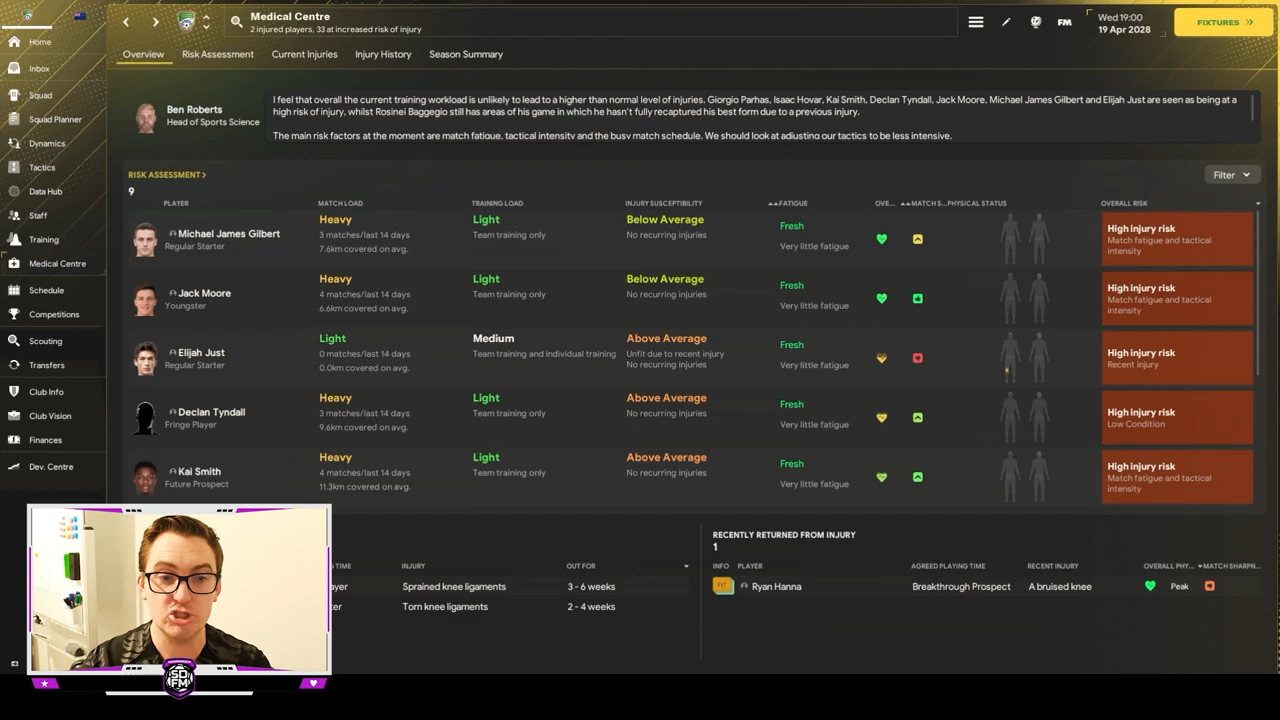 Medical Centre
2 injured players, 33 at increased risk of injury
FM
Wed 19:00
19 Apr 2028
FIXTURES
Home
Inbox
Squad
Squad Planner
Dynamics
Tactics
Data Hub
Staff
Training
Medical Centre
Schedule
Competitions
Scouting
Transfers
Club Info
Club Vision
Finances
Dev. Centre
Overview Risk Assessment Current Injuries Injury History Season Summary
Ben Roberts
Head of Sports Science
I feel that overall the current training workload is unlikely to lead to a higher than normal level of injuries. Giorgio Parhas, Isaac Hovar, Kai Smith, Declan Tyndall, Jack Moore, Michael James Gilbert and Elijah Just are seen as being at a
high risk of injury, whilst Rosinei Baggegio still has areas of his game in which he hasn't fully recaptured his best form due to a previous injury.
The main risk factors at the moment are match fatigue, tactical intensity and the busy match schedule. We should look at adjusting our tactics to be less intensive.
RISK ASSESSMENT >
9
Filter
PLAYER MATCH LOAD TRAINING LOAD INJURY SUSCEPTIBILITY FATIGUE OVE... MATCH S... PHYSICAL STATUS OVERALL RISK
Michael James Gilbert
Regular Starter
Heavy
3 matches/last 14 days
7.6km covered on avg.
Light
Team training only
Below Average
No recurring injuries
Fresh
Very little fatigue
High injury risk
Match fatigue and tactical
intensity
Jack Moore
Youngster
Heavy
4 matches/last 14 days
6.6km covered on avg.
Light
Team training only
Below Average
No recurring injuries
Fresh
Very little fatigue
High injury risk
Match fatigue and tactical
intensity
Elijah Just
Regular Starter
Light
0 matches/last 14 days
0.0km covered on avg.
Medium
Team training and individual training
Above Average
Unfit due to recent injury
No recurring injuries
Fresh
Very little fatigue
High injury risk
Recent injury
Declan Tyndall
Fringe Player
Heavy
3 matches/last 14 days
9.6km covered on avg.
Light
Team training only
Above Average
No recurring injuries
Fresh
Very little fatigue
High injury risk
Low Condition
Kai Smith
Future Prospect
Heavy
4 matches/last 14 days
11.3km covered on avg.
Light
Team training only
Above Average
No recurring injuries
Fresh
Very little fatigue
High injury risk
Match fatigue and tactical
intensity
TIME INJURY OUT FOR
Sprained knee ligaments 3 - 6 weeks
Torn knee ligaments 2 - 4 weeks
RECENTLY RETURNED FROM INJURY
1
INFO PLAYER AGREED PLAYING TIME RECENT INJURY OVERALL PHY... MATCH SHARPN...
FIT Ryan Hanna Breakthrough Prospect A bruised knee Peak
SD
FM